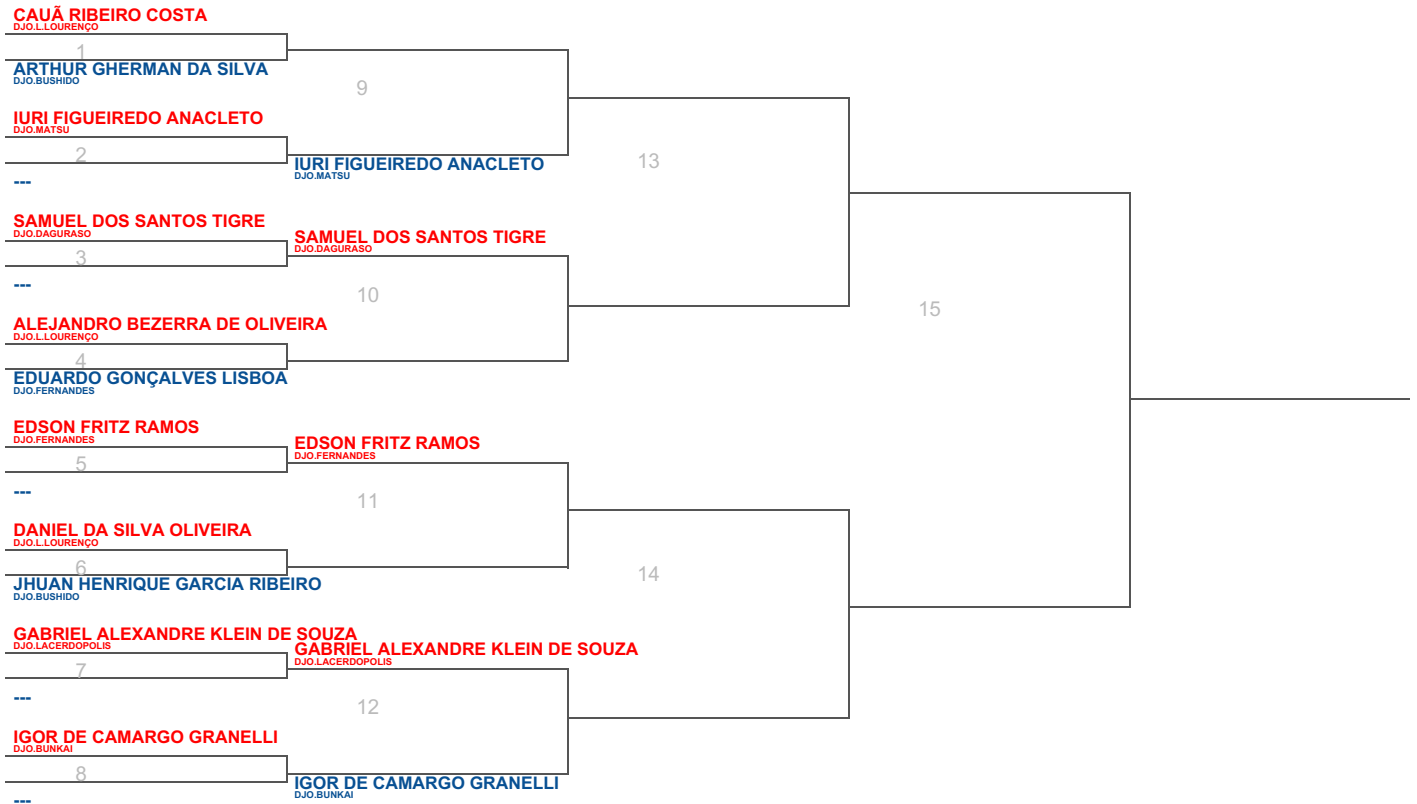 CAUÃ RIBEIRO COSTA
DJO.L.LOURENÇO
1
ARTHUR GHERMAN DA SILVA
DJO.BUSHIDO
9
IURI FIGUEIREDO ANACLETO
DJO.MATSU
2
---
IURI FIGUEIREDO ANACLETO
DJO.MATSU
13
SAMUEL DOS SANTOS TIGRE
DJO.DAGURASO
3
---
SAMUEL DOS SANTOS TIGRE
DJO.DAGURASO
10
15
ALEJANDRO BEZERRA DE OLIVEIRA
DJO.L.LOURENÇO
4
EDUARDO GONÇALVES LISBOA
DJO.FERNANDES
EDSON FRITZ RAMOS
DJO.FERNANDES
5
---
EDSON FRITZ RAMOS
DJO.FERNANDES
11
DANIEL DA SILVA OLIVEIRA
DJO.L.LOURENÇO
6
JHUAN HENRIQUE GARCIA RIBEIRO
DJO.BUSHIDO
14
GABRIEL ALEXANDRE KLEIN DE SOUZA
DJO.LACERDOPOLIS
7
---
GABRIEL ALEXANDRE KLEIN DE SOUZA
DJO.LACERDOPOLIS
12
IGOR DE CAMARGO GRANELLI
DJO.BUNKAI
8
---
IGOR DE CAMARGO GRANELLI
DJO.BUNKAI